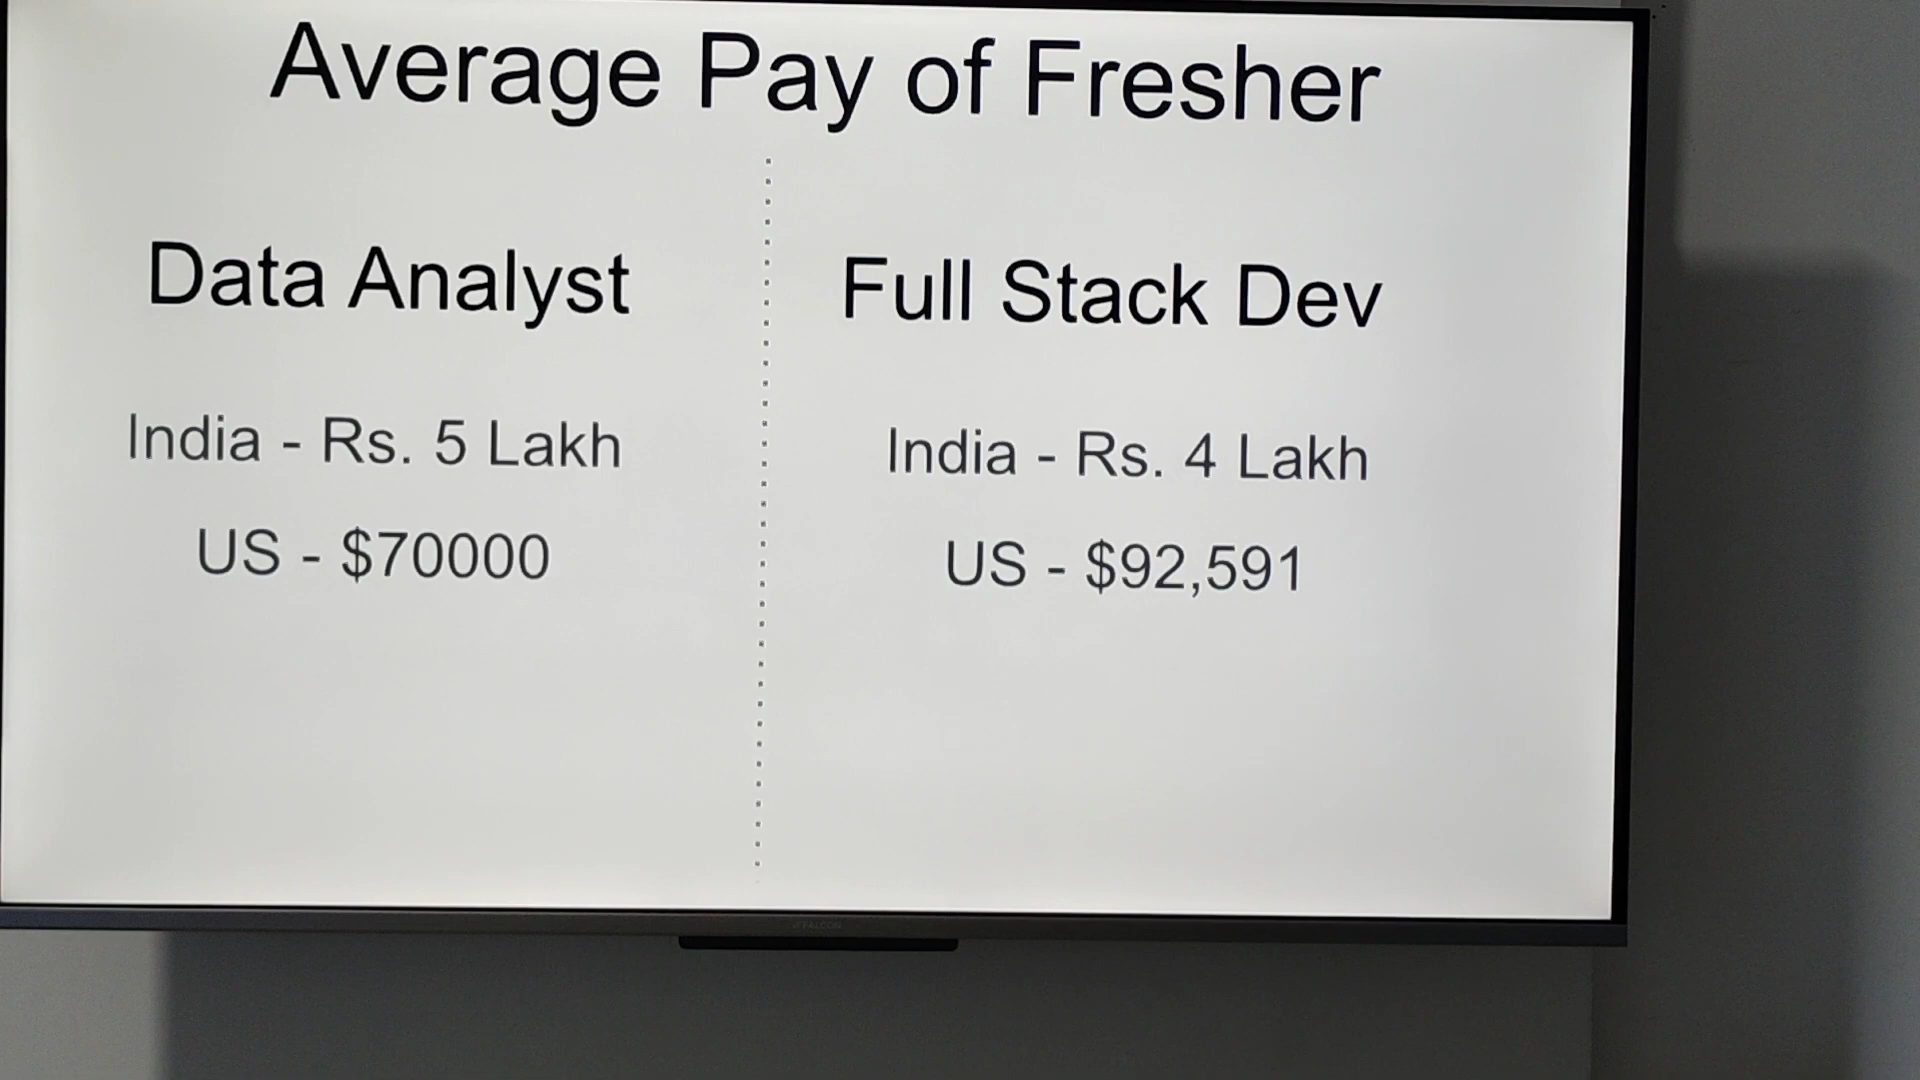 Average Pay of Fresher
Data Analyst
India - Rs. 5 Lakh
US - $70000
Full Stack Dev
India - Rs. 4 Lakh
US - $92,591